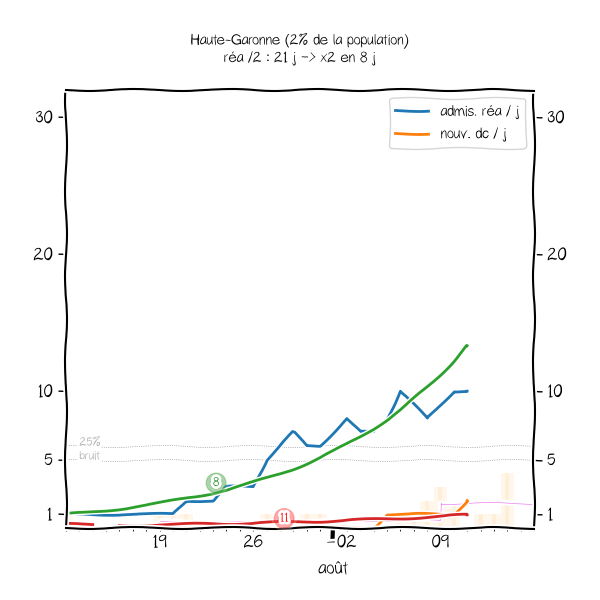 Haute-Garonne (2% de la population)
réa /2 : 21 j -> x2 en 8 j
admis. réa / j
nouv. dc / j
30
30
20
20
10
10
25%
bruit
5
5
8
11
1
1
19
26
02
09
août